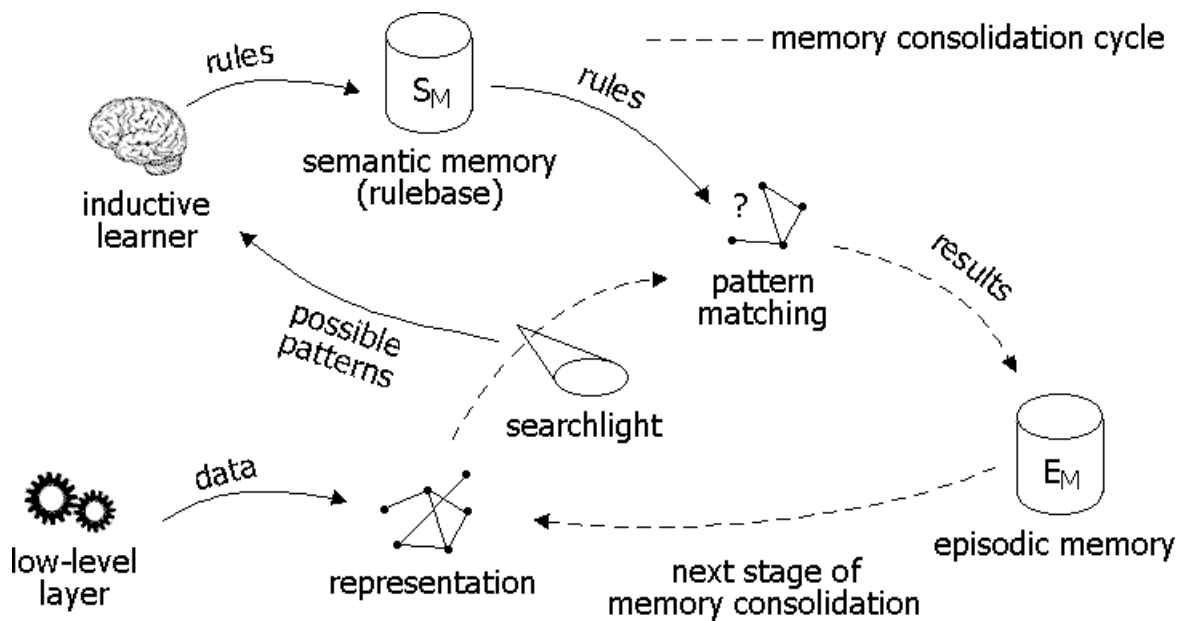 memory consolidation cycle
rules
S_M
rules
semantic memory
(rulebase)
inductive
learner
?
results
pattern
matching
possible
patterns
searchlight
data
E_M
low-level
layer
representation
episodic memory
next stage of
memory consolidation